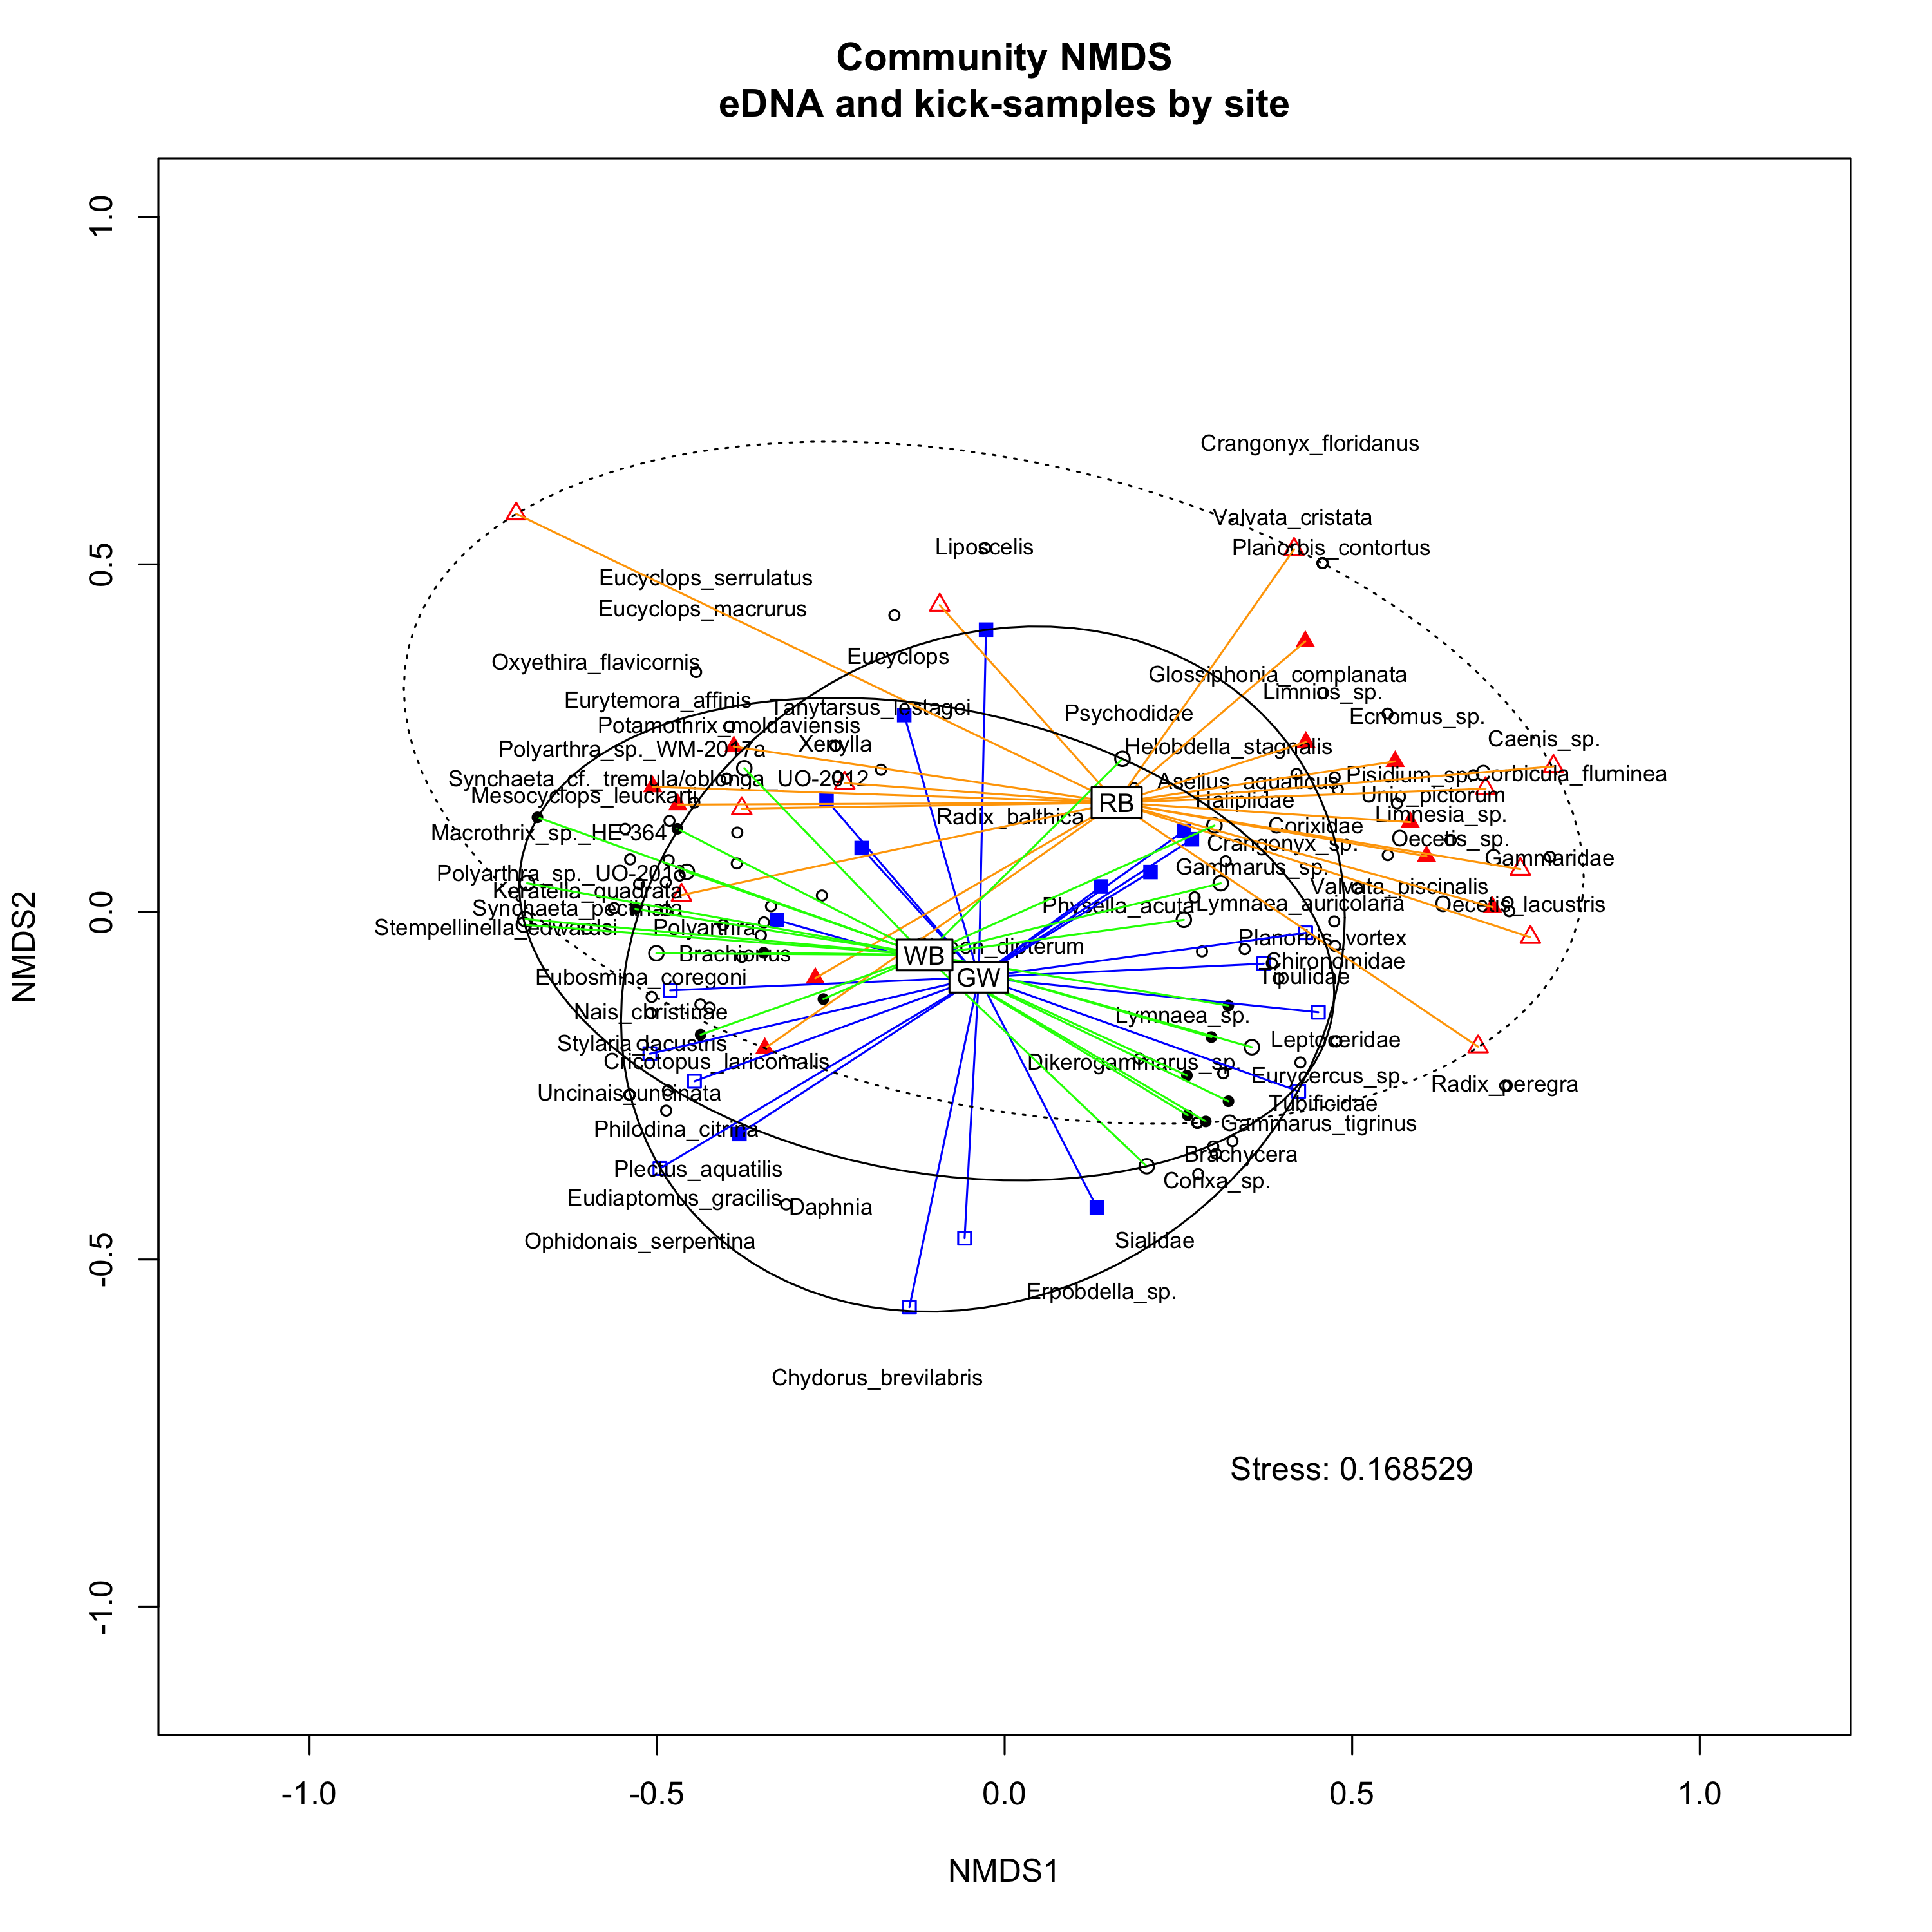 Community NMDS
eDNA and kick-samples by site
1.0
0.5
0.0
-0.5
-1.0
NMDS2
Crangonyx_floridanus
Valvata_cristata
Liposcelis
Planorbis_contortus
Eucyclops_serrulatus
Eucyclops_macrurus
Eucyclops
Oxyethira_flavicornis
Glossiphonia_complanata
Limnius_sp.
Eurytemora_affinis
Tanytarsus_lestagei
Psychodidae
Ecnomus_sp.
Potamothrix_moldaviensis
Caenis_sp.
Polyarthra_sp._WM-2017a
Xenylla
Helobdella_stagnalis
Synchaeta_cf._tremula/oblonga_UO-2012
Asellus_aquaticus
Pisidium_sp.
Corbicula_fluminea
Mesocyclops_leuckarti
Haliplidae
Unio_pictorum
RB
Radix_balthica
Limnesia_sp.
Macrothrix_sp._HE-364
Corixidae
Crangonyx_sp.
Oecetis_sp.
Gammaridae
Polyarthra_sp._UO-2013
Gammarus_sp.
Keratella_quadrata
Valvata_piscinalis
Synchaeta_pectinata
Physella_acuta
Lymnaea_auricolaria
Oecetis_lacustris
Stempellinella_edwardsi
Polyarthra
Planorbis_vortex
Brachionus
WB
Chironomidae
Eubosmina_coregoni
GW
Tipulidae
Nais_christinae
Lymnaea_sp.
Stylaria_lacustris
Leptoceridae
Cricotopus_laricomalis
Dikerogammarus_sp.
Eurycercus_sp.
Radix_peregra
Uncinais_uncinata
Tubificidae
Gammarus_tigrinus
Philodina_citrina
Brachycera
Plectus_aquatilis
Corixa_sp.
Eudiaptomus_gracilis
Daphnia
Ophidonais_serpentina
Sialidae
Erpobdella_sp.
Chydorus_brevilabris
Stress: 0.168529
-1.0
-0.5
0.0
0.5
1.0
NMDS1